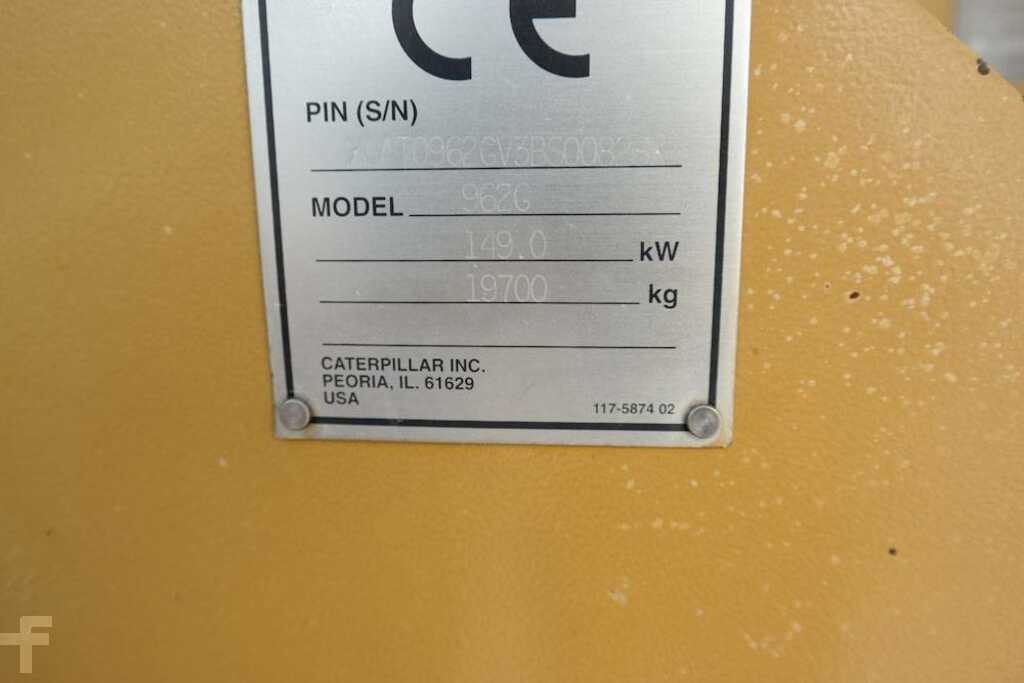 CE
PIN (S/N)
MODEL 962G
149.0 kW
19700 kg
CATERPILLAR INC.
PEORIA, IL. 61629
USA
117-5874 02